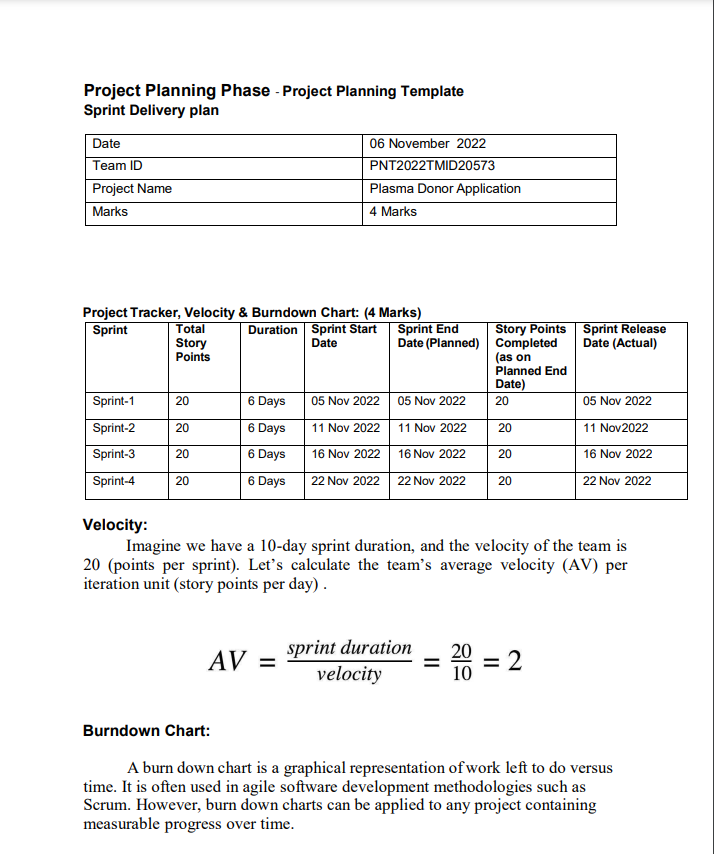 Project Planning Phase - Project Planning Template
Sprint Delivery plan
Date 06 November 2022
Team ID PNT2022TMID20573
Project Name Plasma Donor Application
Marks 4 Marks
Project Tracker, Velocity & Burndown Chart: (4 Marks)
Sprint Total Story Points Duration Sprint Start Date Sprint End Date (Planned) Story Points Completed (as on Planned End Date) Sprint Release Date (Actual)
Sprint-1 20 6 Days 05 Nov 2022 05 Nov 2022 20 05 Nov 2022
Sprint-2 20 6 Days 11 Nov 2022 11 Nov 2022 20 11 Nov2022
Sprint-3 20 6 Days 16 Nov 2022 16 Nov 2022 20 16 Nov 2022
Sprint-4 20 6 Days 22 Nov 2022 22 Nov 2022 20 22 Nov 2022
Velocity:
Imagine we have a 10-day sprint duration, and the velocity of the team is
20 (points per sprint). Let’s calculate the team’s average velocity (AV) per
iteration unit (story points per day) .
AV = sprint duration / velocity = 20 / 10 = 2
Burndown Chart:
A burn down chart is a graphical representation of work left to do versus
time. It is often used in agile software development methodologies such as
Scrum. However, burn down charts can be applied to any project containing
measurable progress over time.